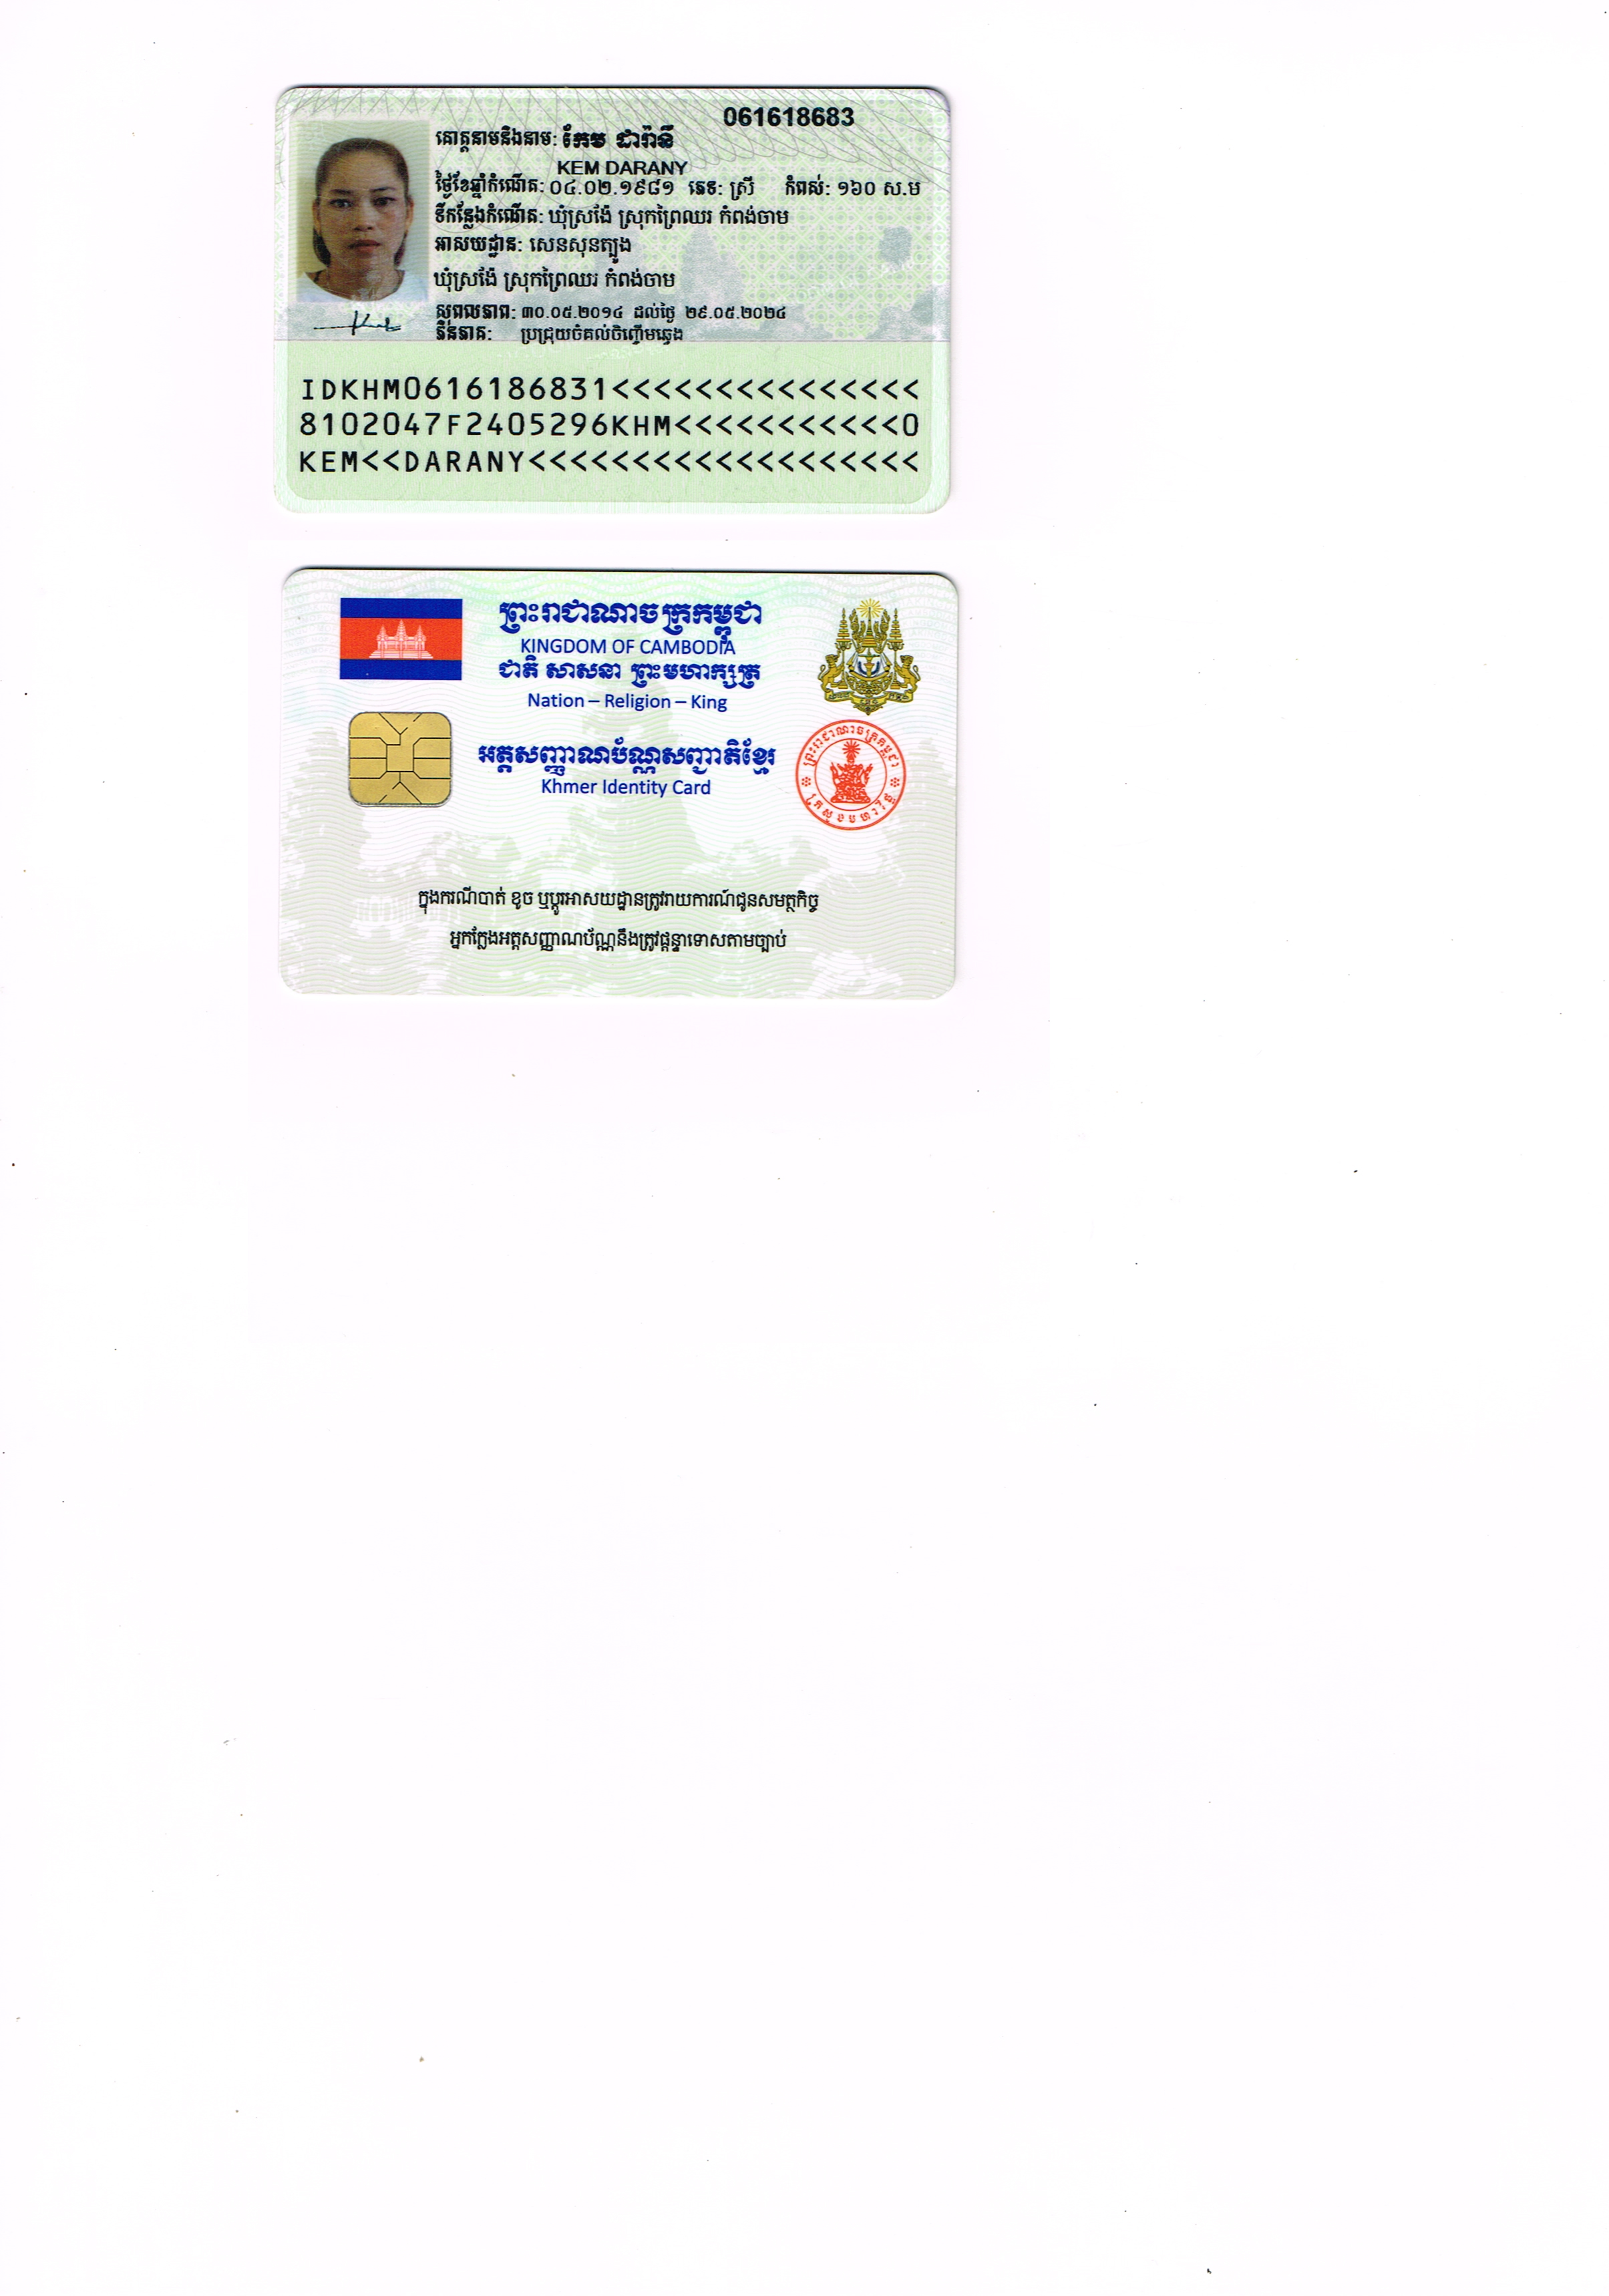 061618683
គោត្តនាមនិងនាម: កែម ដារ៉ានី
KEM DARANY
ថ្ងៃខែឆ្នាំកំណើត: ០៤.០២.១៩៨១ ភេទ: ស្រី កំពស់: ១៦០ ស.ម
ទីកន្លែងកំណើត: ឃុំស្រង៉ែ ស្រុកព្រៃឈរ កំពង់ចាម
អាសយដ្ឋាន: សេនសុនត្បូង
ឃុំស្រង៉ែ ស្រុកព្រៃឈរ កំពង់ចាម
សុពលភាព: ៣០.០៥.២០១៤ ដល់ថ្ងៃ ២៩.០៥.២០២៤
ភិនភាគ: ប្រជ្រុយចំគល់ចិញ្ចើមឆ្វេង
IDKHM0616186831<<<<<<<<<<<<<<<
8102047F2405296KHM<<<<<<<<<<<0
KEM<<DARANY<<<<<<<<<<<<<<<<<<<
ព្រះរាជាណាចក្រកម្ពុជា
KINGDOM OF CAMBODIA
ជាតិ សាសនា ព្រះមហាក្សត្រ
Nation – Religion – King
អត្តសញ្ញាណប័ណ្ណសញ្ជាតិខ្មែរ
Khmer Identity Card
ព្រះរាជាណាចក្រកម្ពុជា
ក្រសួងមហាផ្ទៃ
ក្នុងករណីបាត់ ខូច ឬប្តូរអាសយដ្ឋានត្រូវរាយការណ៍ជូនសមត្ថកិច្ច
អ្នកក្លែងអត្តសញ្ញាណប័ណ្ណនឹងត្រូវផ្តន្ទាទោសតាមច្បាប់